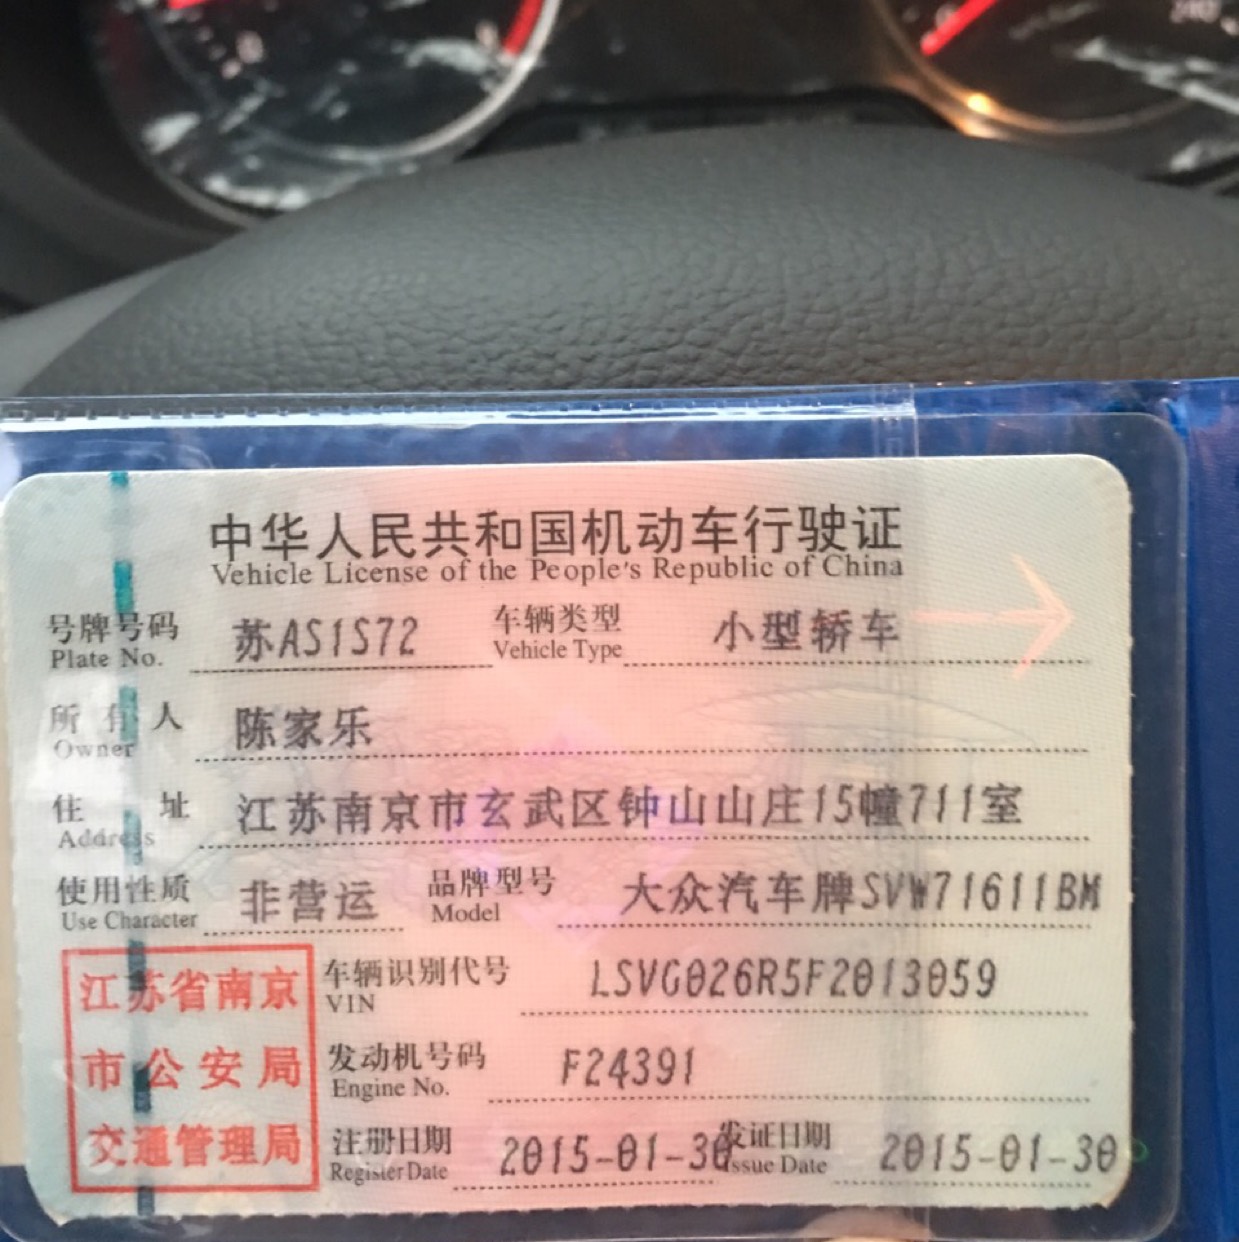 中华人民共和国机动车行驶证
Vehicle License of the People's Republic of China
号牌号码 苏AS1S72 车辆类型 小型轿车
Plate No. Vehicle Type
所有人 陈家乐
Owner
住址 江苏南京市玄武区钟山山庄15幢711室
Address
使用性质 非营运 品牌型号 大众汽车牌SVW71611BM
Use Character Model
江苏省南京
市公安局
交通管理局
车辆识别代号 LSVG026R5F2013059
VIN
发动机号码 F24391
Engine No.
注册日期 2015-01-30 发证日期 2015-01-30
Register Date Issue Date